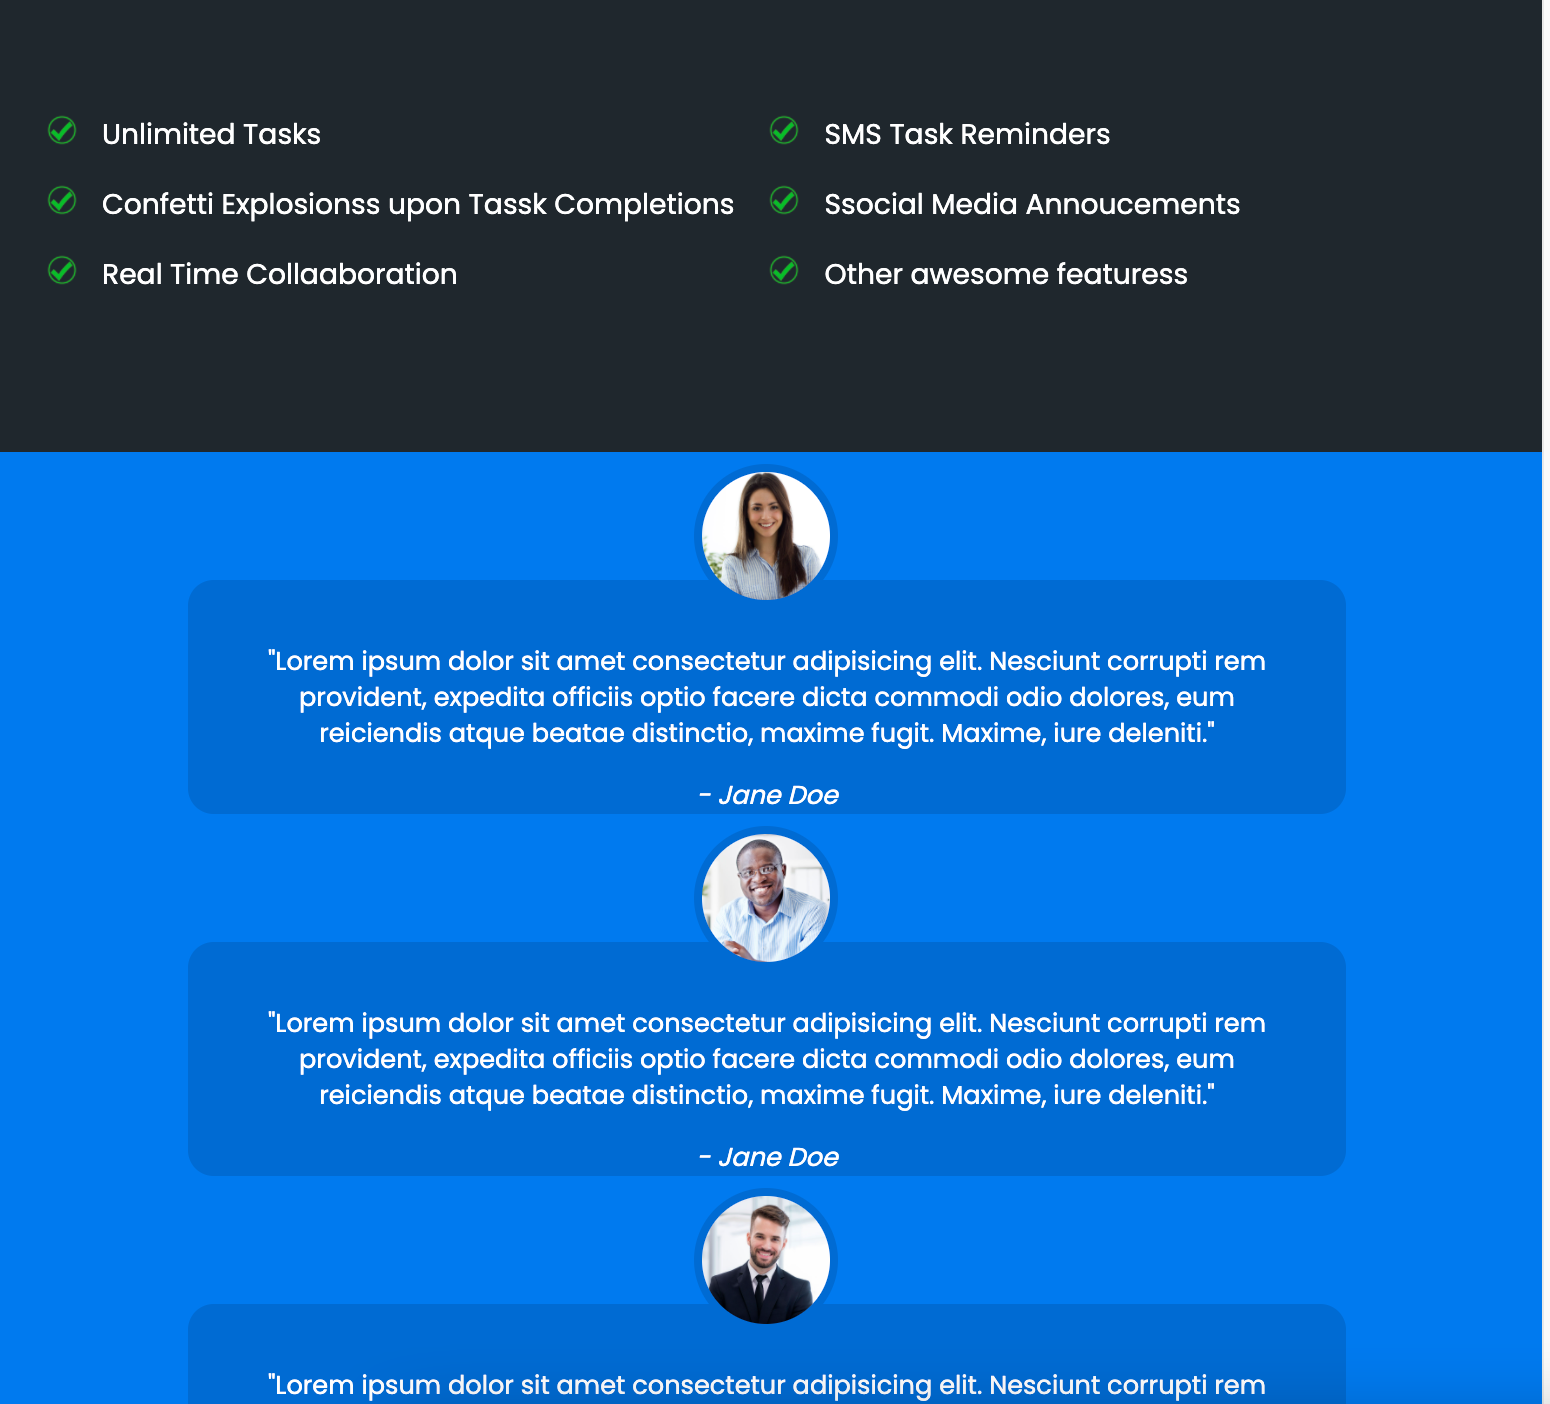 Unlimited Tasks
Confetti Explosionss upon Tassk Completions
Real Time Collaaboration
SMS Task Reminders
Ssocial Media Annoucements
Other awesome featuress
"Lorem ipsum dolor sit amet consectetur adipisicing elit. Nesciunt corrupti rem
provident, expedita officiis optio facere dicta commodi odio dolores, eum
reiciendis atque beatae distinctio, maxime fugit. Maxime, iure deleniti."
- Jane Doe
"Lorem ipsum dolor sit amet consectetur adipisicing elit. Nesciunt corrupti rem
provident, expedita officiis optio facere dicta commodi odio dolores, eum
reiciendis atque beatae distinctio, maxime fugit. Maxime, iure deleniti."
- Jane Doe
"Lorem ipsum dolor sit amet consectetur adipisicing elit. Nesciunt corrupti rem